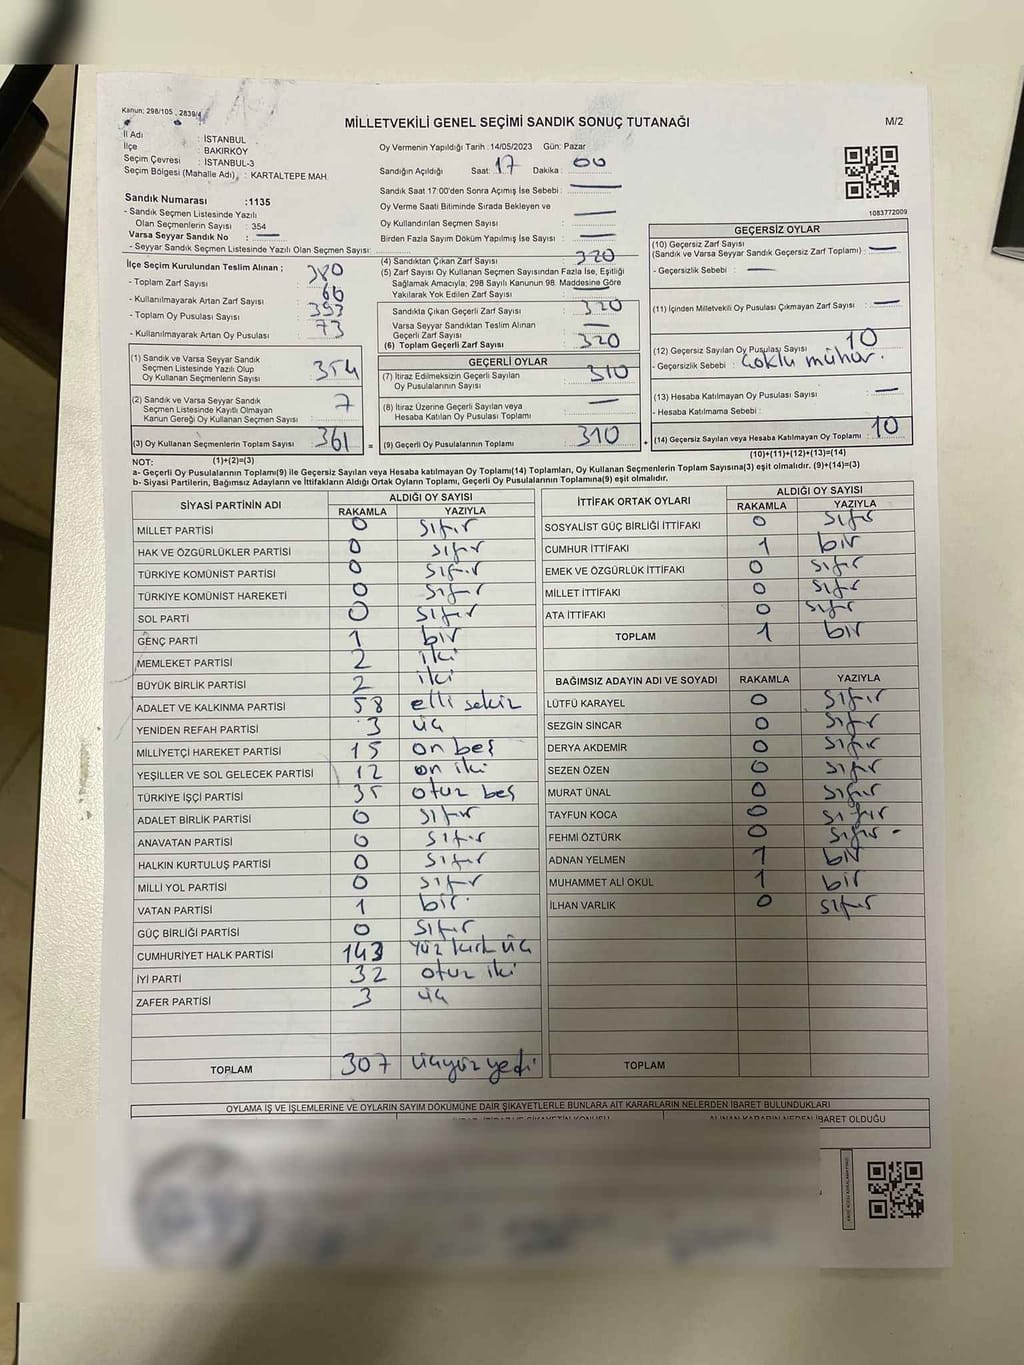 Kanun: 298/105 , 2839/4
MİLLETVEKİLİ GENEL SEÇİMİ SANDIK SONUÇ TUTANAĞI
M/2
İl Adı : İSTANBUL
İlçe : BAKIRKÖY
Seçim Çevresi : İSTANBUL-3
Seçim Bölgesi (Mahalle Adı) : KARTALTEPE MAH.
Oy Vermenin Yapıldığı Tarih : 14/05/2023 Gün: Pazar
Sandığın Açıldığı Saat: 17 Dakika : 00
Sandık Saat 17:00'den Sonra Açımış İse Sebebi : —
Oy Verme Saati Bitiminde Sırada Bekleyen ve
Oy Kullandırılan Seçmen Sayısı : —
Birden Fazla Sayım Döküm Yapılmış İse Sayısı : —
1083772009
Sandık Numarası :1135
- Sandık Seçmen Listesinde Yazılı
Olan Seçmenlerin Sayısı : 354
Varsa Seyyar Sandık No : —
- Seyyar Sandık Seçmen Listesinde Yazılı Olan Seçmen Sayısı:
İlçe Seçim Kurulundan Teslim Alınan ;
- Toplam Zarf Sayısı : 380
- Kullanılmayarak Artan Zarf Sayısı : 66
- Toplam Oy Pusulası Sayısı : 393
- Kullanılmayarak Artan Oy Pusulası : 73
(1) Sandık ve Varsa Seyyar Sandık
Seçmen Listesinde Yazılı Olup
Oy Kullanan Seçmenlerin Sayısı : 354
(2) Sandık ve Varsa Seyyar Sandık
Seçmen Listesinde Kayıtlı Olmayan
Kanun Gereği Oy Kullanan Seçmen Sayısı : 7
(3) Oy Kullanan Seçmenlerin Toplam Sayısı : 361 =
(4) Sandıktan Çıkan Zarf Sayısı : 320
(5) Zarf Sayısı Oy Kullanan Seçmen Sayısından Fazla İse, Eşitliği
Sağlamak Amacıyla; 298 Sayılı Kanunun 98. Maddesine Göre
Yakılarak Yok Edilen Zarf Sayısı : —
Sandıkta Çıkan Geçerli Zarf Sayısı : 320
Varsa Seyyar Sandıktan Teslim Alınan
Geçerli Zarf Sayısı : —
(6) Toplam Geçerli Zarf Sayısı : 320
GEÇERLİ OYLAR
(7) İtiraz Edilmeksizin Geçerli Sayılan
Oy Pusulalarının Sayısı : 310
(8) İtiraz Üzerine Geçerli Sayılan veya
Hesaba Katılan Oy Pusulası Toplamı : —
(9) Geçerli Oy Pusulalarının Toplamı : 310 +
GEÇERSİZ OYLAR
(10) Geçersiz Zarf Sayısı
(Sandık ve Varsa Seyyar Sandık Geçersiz Zarf Toplamı) : —
- Geçersizlik Sebebi : —
(11) İçinden Milletvekili Oy Pusulası Çıkmayan Zarf Sayısı : —
(12) Geçersiz Sayılan Oy Pusulası Sayısı : 10
- Geçersizlik Sebebi : Çoklu mühür.
(13) Hesaba Katılmayan Oy Pusulası Sayısı : —
- Hesaba Katılmama Sebebi :
(14) Geçersiz Sayılan veya Hesaba Katılmayan Oy Toplamı : 10
NOT: (1)+(2)=(3)
(10)+(11)+(12)+(13)=(14)
a- Geçerli Oy Pusulalarının Toplamı(9) ile Geçersiz Sayılan veya Hesaba katılmayan Oy Toplamı(14) Toplamları, Oy Kullanan Seçmenlerin Toplam Sayısına(3) eşit olmalıdır. (9)+(14)=(3)
b- Siyasi Partilerin, Bağımsız Adayların ve İttifakların Aldığı Ortak Oyların Toplamı, Geçerli Oy Pusulalarının Toplamına(9) eşit olmalıdır.
SİYASİ PARTİNİN ADI ALDIĞI OY SAYISI
RAKAMLA YAZIYLA
MİLLET PARTİSİ 0 sıfır
HAK VE ÖZGÜRLÜKLER PARTİSİ 0 sıfır
TÜRKİYE KOMÜNİST PARTİSİ 0 sıfır
TÜRKİYE KOMÜNİST HAREKETİ 0 sıfır
SOL PARTİ 0 sıfır
GENÇ PARTİ 1 bir
MEMLEKET PARTİSİ 2 iki
BÜYÜK BİRLİK PARTİSİ 2 iki
ADALET VE KALKINMA PARTİSİ 58 elli sekiz
YENİDEN REFAH PARTİSİ 3 üç
MİLLİYETÇİ HAREKET PARTİSİ 15 on beş
YEŞİLLER VE SOL GELECEK PARTİSİ 12 on iki
TÜRKİYE İŞÇİ PARTİSİ 35 otuz beş
ADALET BİRLİK PARTİSİ 0 sıfır
ANAVATAN PARTİSİ 0 sıfır
HALKIN KURTULUŞ PARTİSİ 0 sıfır
MİLLİ YOL PARTİSİ 0 sıfır
VATAN PARTİSİ 1 bir
GÜÇ BİRLİĞİ PARTİSİ 0 sıfır
CUMHURİYET HALK PARTİSİ 143 yüz kırk üç
İYİ PARTİ 32 otuz iki
ZAFER PARTİSİ 3 üç
TOPLAM 307 üçyüz yedi
İTTİFAK ORTAK OYLARI ALDIĞI OY SAYISI
RAKAMLA YAZIYLA
SOSYALİST GÜÇ BİRLİĞİ İTTİFAKI 0 sıfır
CUMHUR İTTİFAKI 1 bir
EMEK VE ÖZGÜRLÜK İTTİFAKI 0 sıfır
MİLLET İTTİFAKI 0 sıfır
ATA İTTİFAKI 0 sıfır
TOPLAM 1 bir
BAĞIMSIZ ADAYIN ADI VE SOYADI RAKAMLA YAZIYLA
LÜTFÜ KARAYEL 0 sıfır
SEZGİN SİNCAR 0 sıfır
DERYA AKDEMİR 0 sıfır
SEZEN ÖZEN 0 sıfır
MURAT ÜNAL 0 sıfır
TAYFUN KOCA 0 sıfır
FEHMİ ÖZTÜRK 0 sıfır
ADNAN YELMEN 1 bir
MUHAMMET ALİ OKUL 1 bir
İLHAN VARLIK 0 sıfır
TOPLAM
OYLAMA İŞ VE İŞLEMLERİNE VE OYLARIN SAYIM DÖKÜMÜNE DAİR ŞİKAYETLERLE BUNLARA AİT KARARLARIN NELERDEN İBARET BULUNDUKLARI
ALINAN KARARIN NEDEN İBARET OLDUĞU